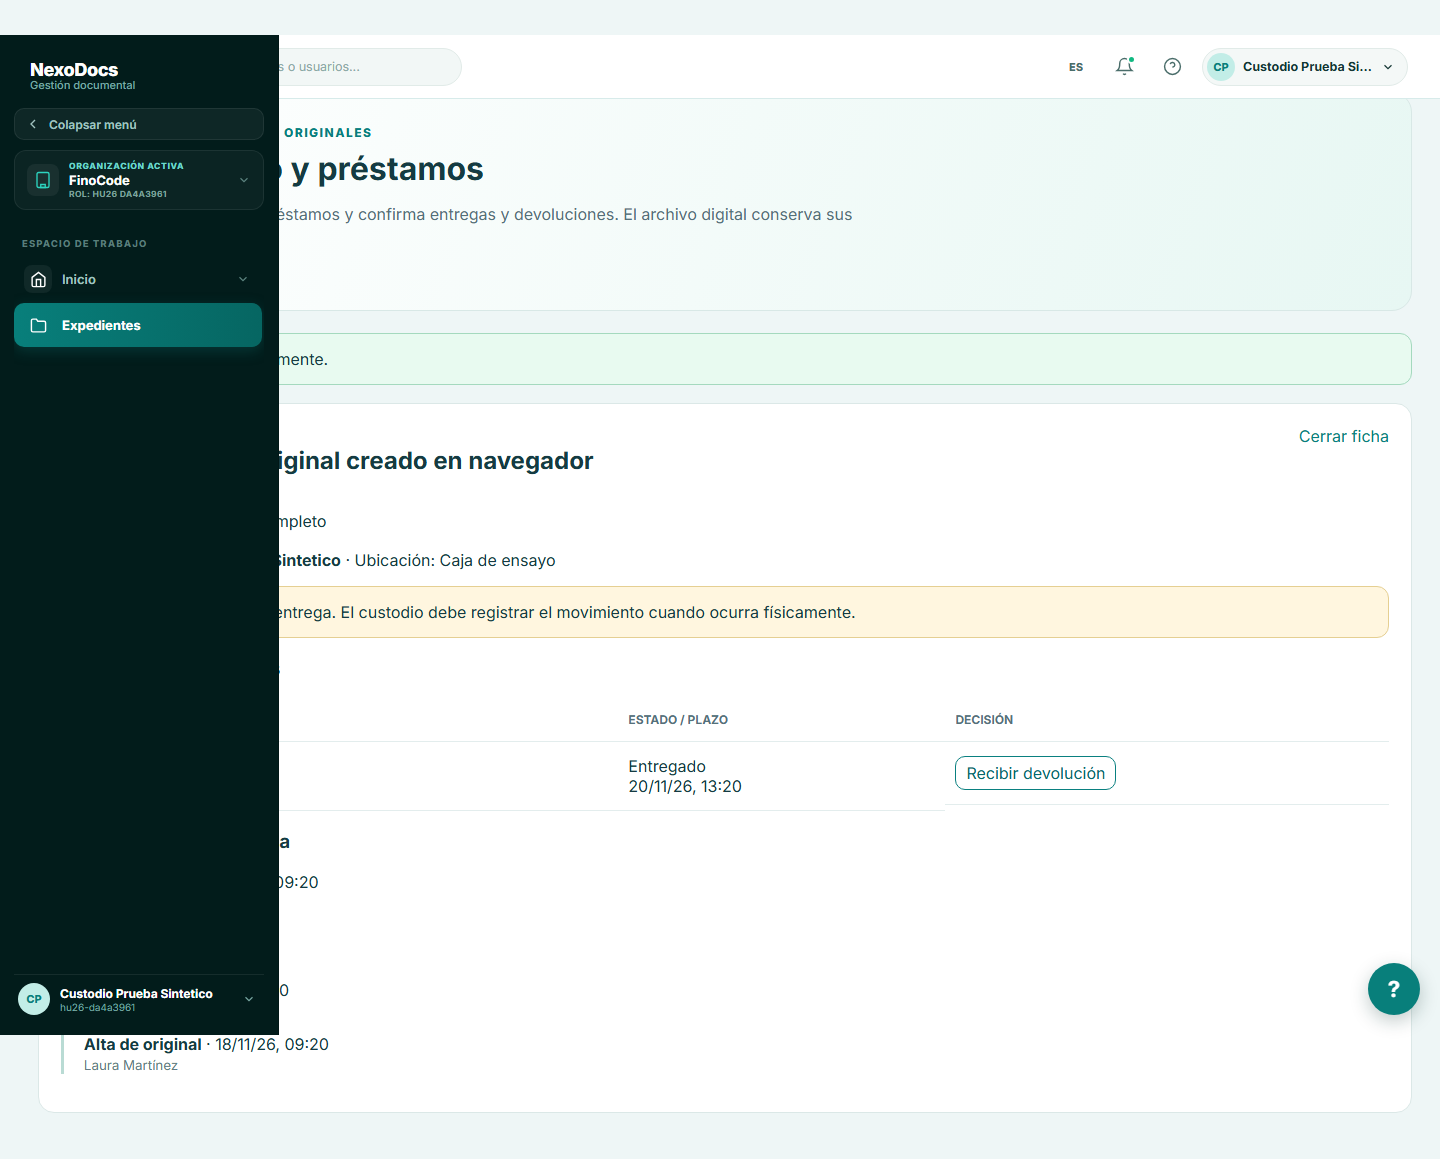 NexoDocs
Gestión documental
Colapsar menú
ORGANIZACIÓN ACTIVA
FinoCode
ROL: HU26 DA4A3961
ESPACIO DE TRABAJO
Inicio
Expedientes
Custodio Prueba Sintetico
hu26-da4a3961
CP
s o usuarios...
ES
CP
Custodio Prueba Si...
ORIGINALES
y préstamos
éstamos y confirma entregas y devoluciones. El archivo digital conserva sus
mente.
Cerrar ficha
iginal creado en navegador
mpleto
Sintetico · Ubicación: Caja de ensayo
entrega. El custodio debe registrar el movimiento cuando ocurra físicamente.
ESTADO / PLAZO
DECISIÓN
Entregado
20/11/26, 13:20
Recibir devolución
a
09:20
0
Alta de original · 18/11/26, 09:20
Laura Martínez
?